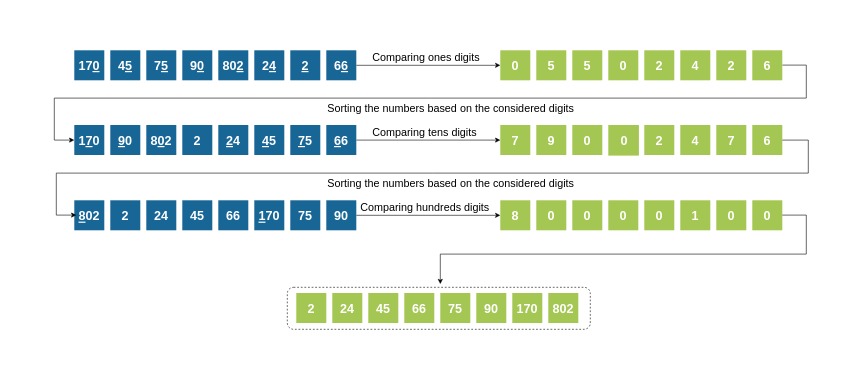 170 45 75 90 802 24 2 66 Comparing ones digits 0 5 5 0 2 4 2 6
Sorting the numbers based on the considered digits
170 90 802 2 24 45 75 66 Comparing tens digits 7 9 0 0 2 4 7 6
Sorting the numbers based on the considered digits
802 2 24 45 66 170 75 90 Comparing hundreds digits 8 0 0 0 0 1 0 0
2 24 45 66 75 90 170 802